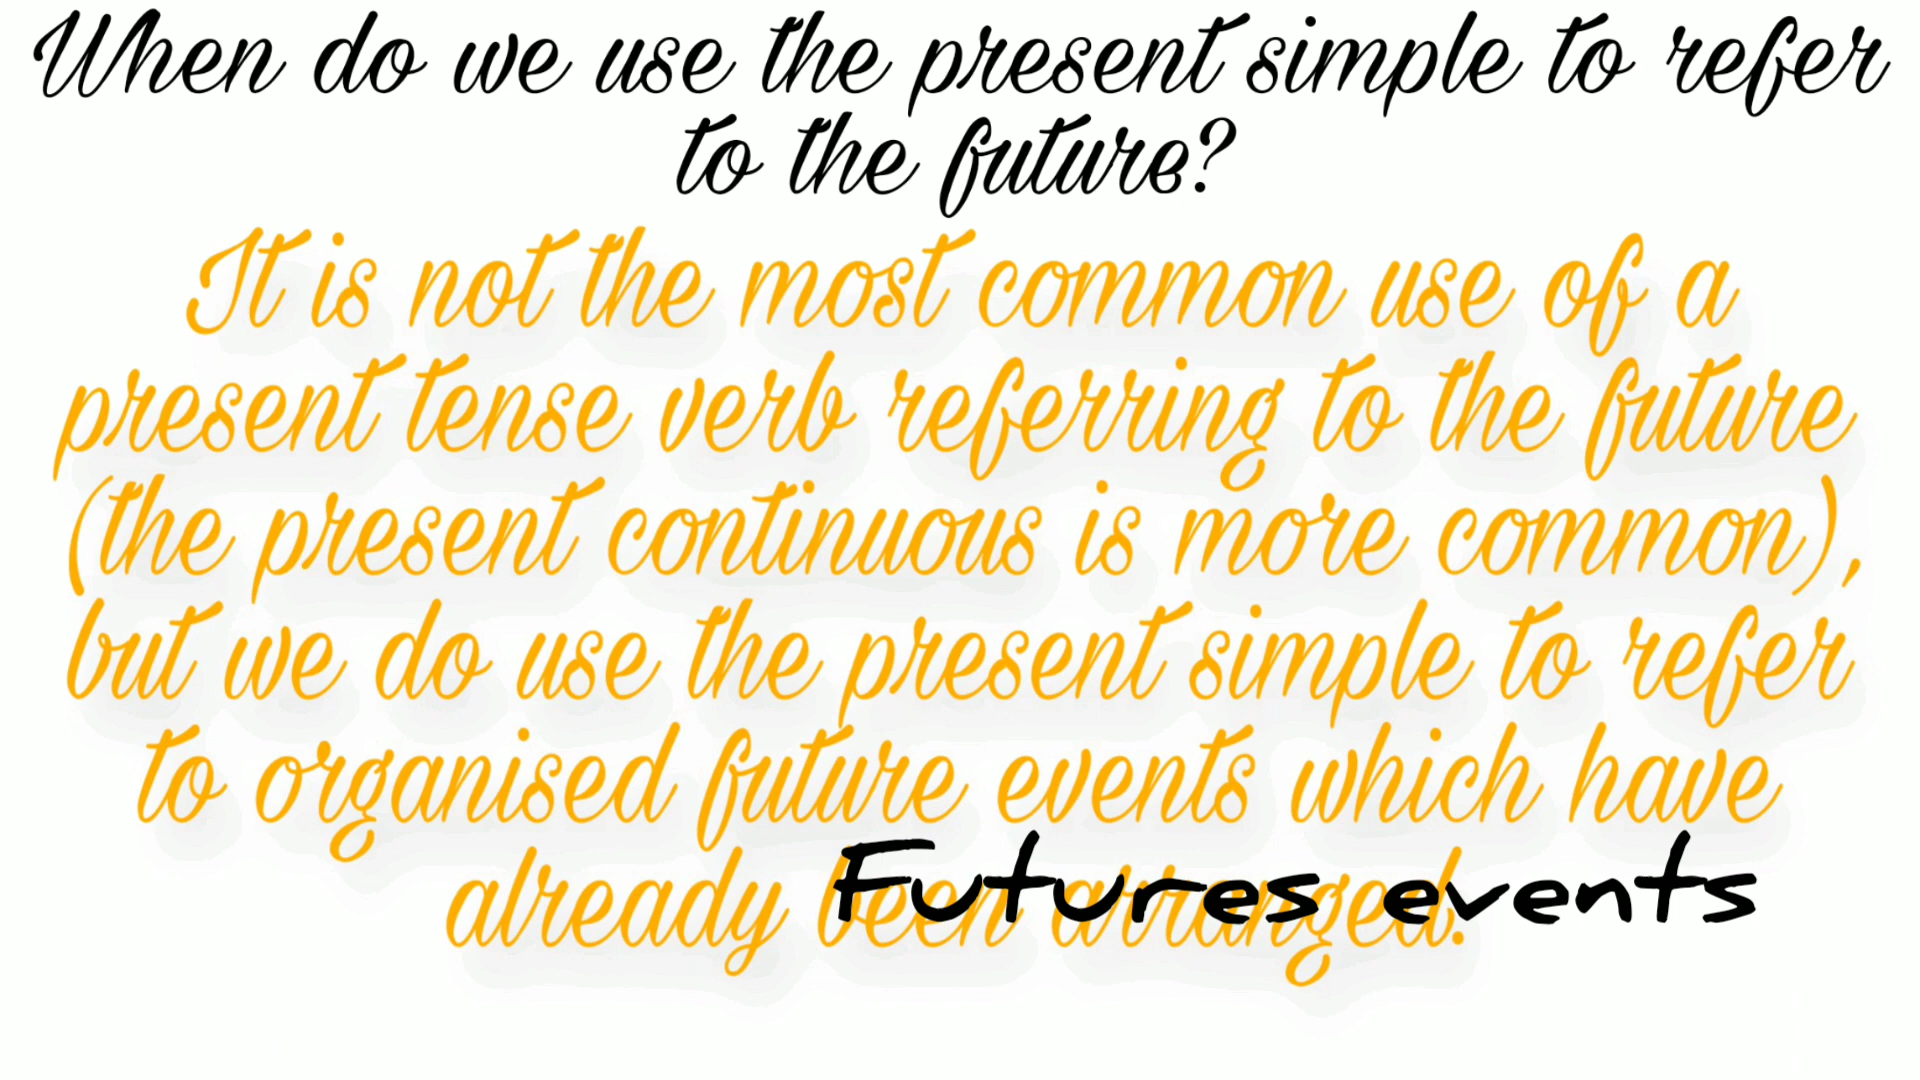 When do we use the present simple to refer
to the future?
It is not the most common use of a
present tense verb referring to the future
(the present continuous is more common),
but we do use the present simple to refer
to organised future events which have
already been arranged.
Futures events